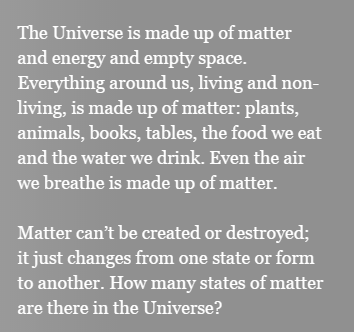 The Universe is made up of matter
and energy and empty space.
Everything around us, living and non-
living, is made up of matter: plants,
animals, books, tables, the food we eat
and the water we drink. Even the air
we breathe is made up of matter.
Matter can’t be created or destroyed;
it just changes from one state or form
to another. How many states of matter
are there in the Universe?